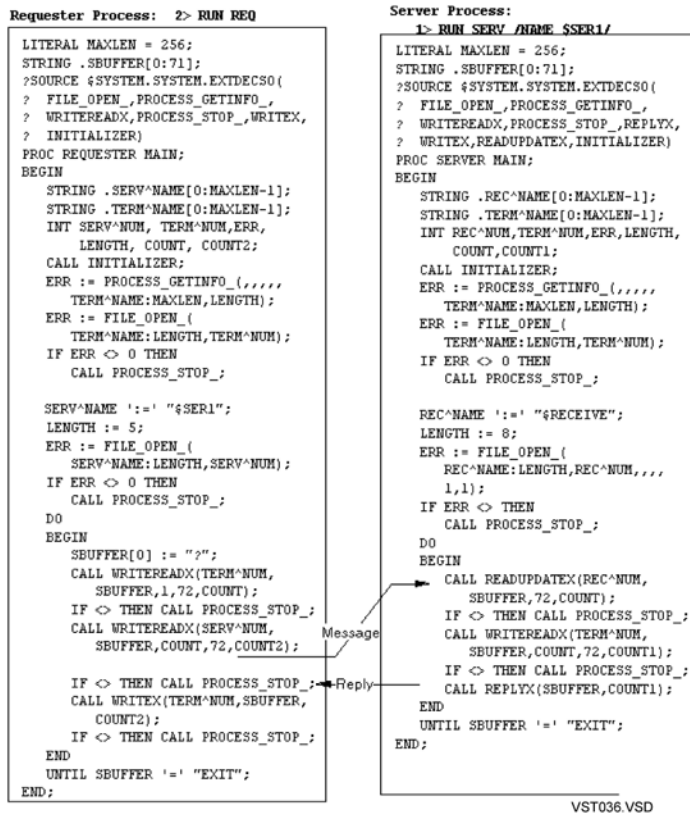 Requester Process: 2> RUN REQ
LITERAL MAXLEN = 256;
STRING .SBUFFER[0:71];
?SOURCE $SYSTEM.SYSTEM.EXTDECS0(
? FILE_OPEN_,PROCESS_GETINFO_,
? WRITEREADX,PROCESS_STOP_,WRITEX,
? INITIALIZER)
PROC REQUESTER MAIN;
BEGIN
STRING .SERV^NAME[0:MAXLEN-1];
STRING .TERM^NAME[0:MAXLEN-1];
INT SERV^NUM, TERM^NUM,ERR,
LENGTH, COUNT, COUNT2;
CALL INITIALIZER;
ERR := PROCESS_GETINFO_(,,,,,
TERM^NAME:MAXLEN,LENGTH);
ERR := FILE_OPEN_(
TERM^NAME:LENGTH,TERM^NUM);
IF ERR <> 0 THEN
CALL PROCESS_STOP_;
SERV^NAME ':=' "$SER1";
LENGTH := 5;
ERR := FILE_OPEN_(
SERV^NAME:LENGTH,SERV^NUM);
IF ERR <> 0 THEN
CALL PROCESS_STOP_;
DO
BEGIN
SBUFFER[0] := "?";
CALL WRITEREADX(TERM^NUM,
SBUFFER,1,72,COUNT);
IF <> THEN CALL PROCESS_STOP_;
CALL WRITEREADX(SERV^NUM,
SBUFFER,COUNT,72,COUNT2);
IF <> THEN CALL PROCESS_STOP_;
CALL WRITEX(TERM^NUM,SBUFFER,
COUNT2);
IF <> THEN CALL PROCESS_STOP_;
END
UNTIL SBUFFER '=' "EXIT";
END;
Message
Reply
Server Process:
1> RUN SERV /NAME $SER1/
LITERAL MAXLEN = 256;
STRING .SBUFFER[0:71];
?SOURCE $SYSTEM.SYSTEM.EXTDECS0(
? FILE_OPEN_,PROCESS_GETINFO_,
? WRITEREADX,PROCESS_STOP_,REPLYX,
? WRITEX,READUPDATEX,INITIALIZER)
PROC SERVER MAIN;
BEGIN
STRING .REC^NAME[0:MAXLEN-1];
STRING .TERM^NAME[0:MAXLEN-1];
INT REC^NUM,TERM^NUM,ERR,LENGTH,
COUNT,COUNT1;
CALL INITIALIZER;
ERR := PROCESS_GETINFO_(,,,,,
TERM^NAME:MAXLEN,LENGTH);
ERR := FILE_OPEN_(
TERM^NAME:LENGTH,TERM^NUM);
IF ERR <> 0 THEN
CALL PROCESS_STOP_;
REC^NAME ':=' "$RECEIVE";
LENGTH := 8;
ERR := FILE_OPEN_(
REC^NAME:LENGTH,REC^NUM,,,,
1,1);
IF ERR <> THEN
CALL PROCESS_STOP_;
DO
BEGIN
CALL READUPDATEX(REC^NUM,
SBUFFER,72,COUNT);
IF <> THEN CALL PROCESS_STOP_;
CALL WRITEREADX(TERM^NUM,
SBUFFER,COUNT,72,COUNT1);
IF <> THEN CALL PROCESS_STOP_;
CALL REPLYX(SBUFFER,COUNT1);
END
UNTIL SBUFFER '=' "EXIT";
END;
VST036.VSD